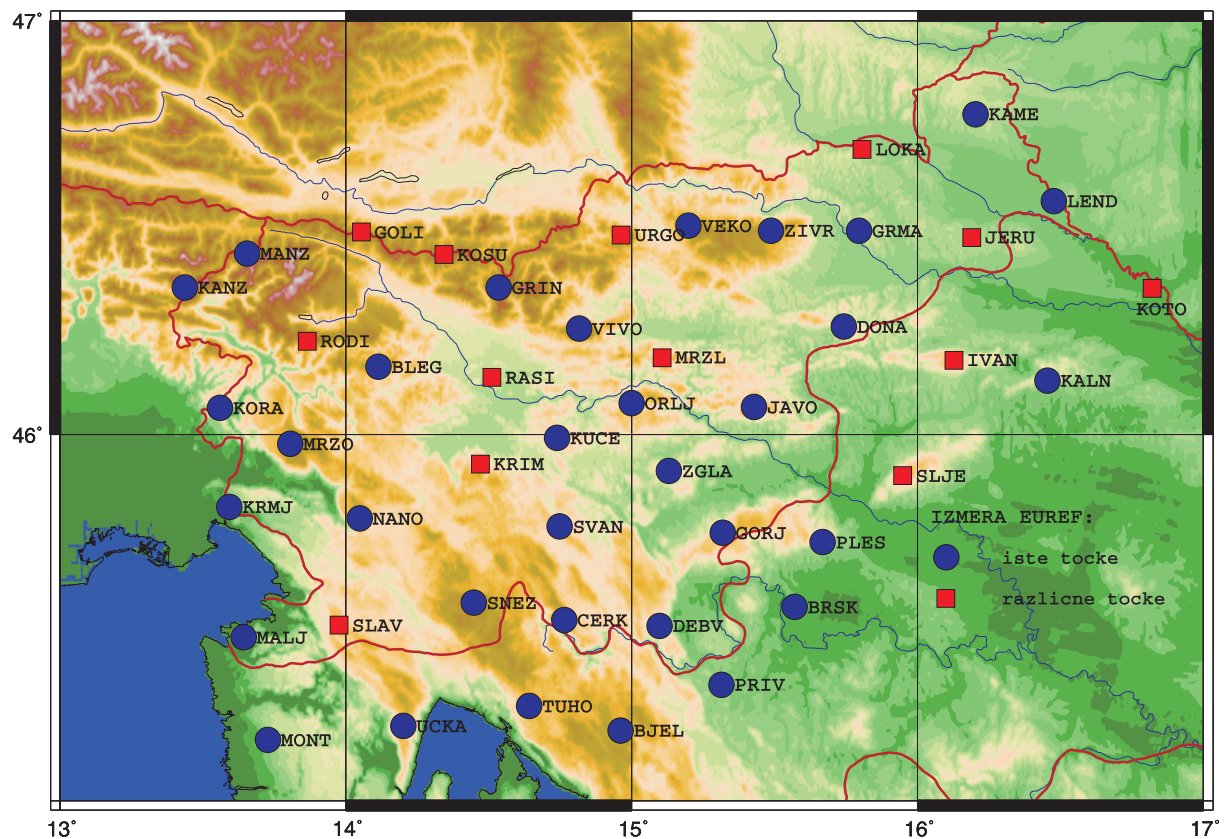 47°
KAME
LOKA
LEND
VEKO
ZIVR
GRMA
GOLI
URGO
JERU
MANZ
KOSU
KANZ
GRIN
KOTO
VIVO
DONA
RODI
MRZL
IVAN
BLEG
RASI
KALN
KORA
ORLJ
JAVO
46°
MRZO
KUCE
KRIM
ZGLA
SLJE
KRMJ
NANO
SVAN
GORJ
PLES
IZMERA EUREF:
iste tocke
razlicne tocke
SNEZ
CERK
BRSK
SLAV
DEBV
MALJ
PRIV
TUHO
UCKA
BJEL
MONT
13°
14°
15°
16°
17°